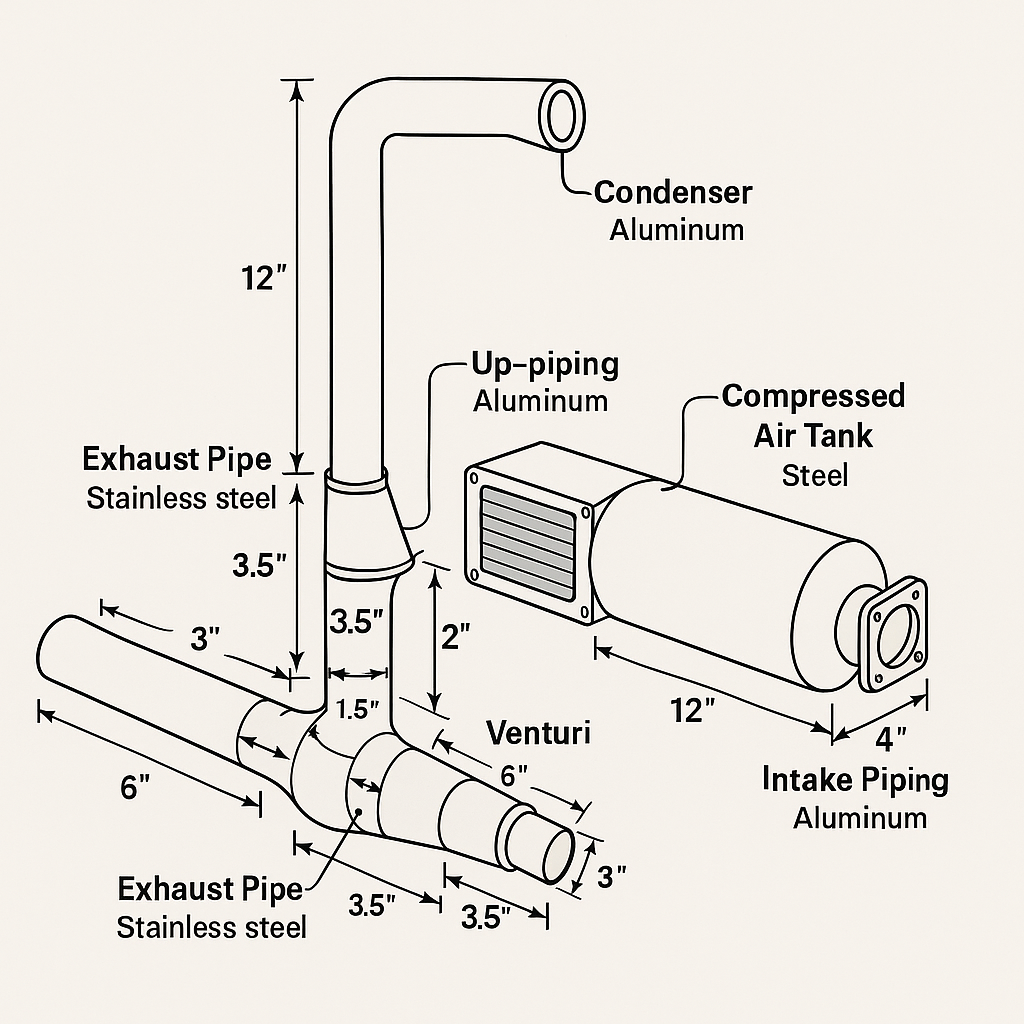 Condenser
Aluminum
12"
Up-piping
Aluminum
Compressed
Air Tank
Steel
Exhaust Pipe
Stainless steel
3.5"
3.5"
2"
3"
1.5"
12"
4"
Venturi
6"
6"
Intake Piping
Aluminum
3"
Exhaust Pipe
Stainless steel
3.5"
3.5"